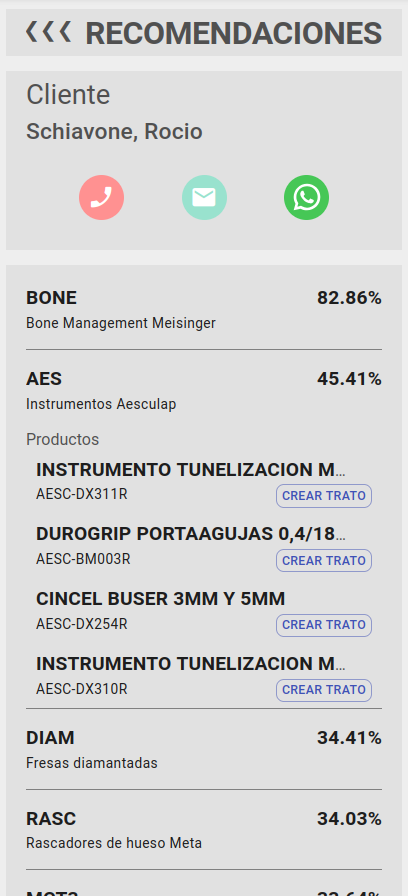 RECOMENDACIONES
Cliente
Schiavone, Rocio
BONE 82.86%
Bone Management Meisinger
AES 45.41%
Instrumentos Aesculap
Productos
INSTRUMENTO TUNELIZACION M...
AESC-DX311R CREAR TRATO
DUROGRIP PORTAAGUJAS 0,4/18...
AESC-BM003R CREAR TRATO
CINCEL BUSER 3MM Y 5MM
AESC-DX254R CREAR TRATO
INSTRUMENTO TUNELIZACION M...
AESC-DX310R CREAR TRATO
DIAM 34.41%
Fresas diamantadas
RASC 34.03%
Rascadores de hueso Meta